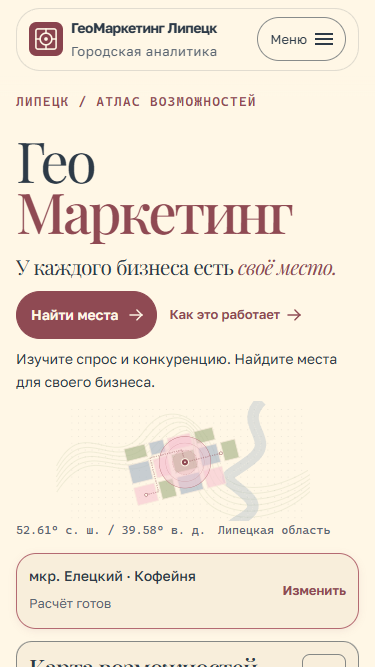 ГеоМаркетинг Липецк
Городская аналитика
Меню
ЛИПЕЦК / АТЛАС ВОЗМОЖНОСТЕЙ
Гео
Маркетинг
У каждого бизнеса есть своё место.
Найти места → Как это работает →
Изучите спрос и конкуренцию. Найдите места
для своего бизнеса.
52.61° с. ш. / 39.58° в. д. Липецкая область
мкр. Елецкий · Кофейня
Расчёт готов
Изменить
Карта возможностей